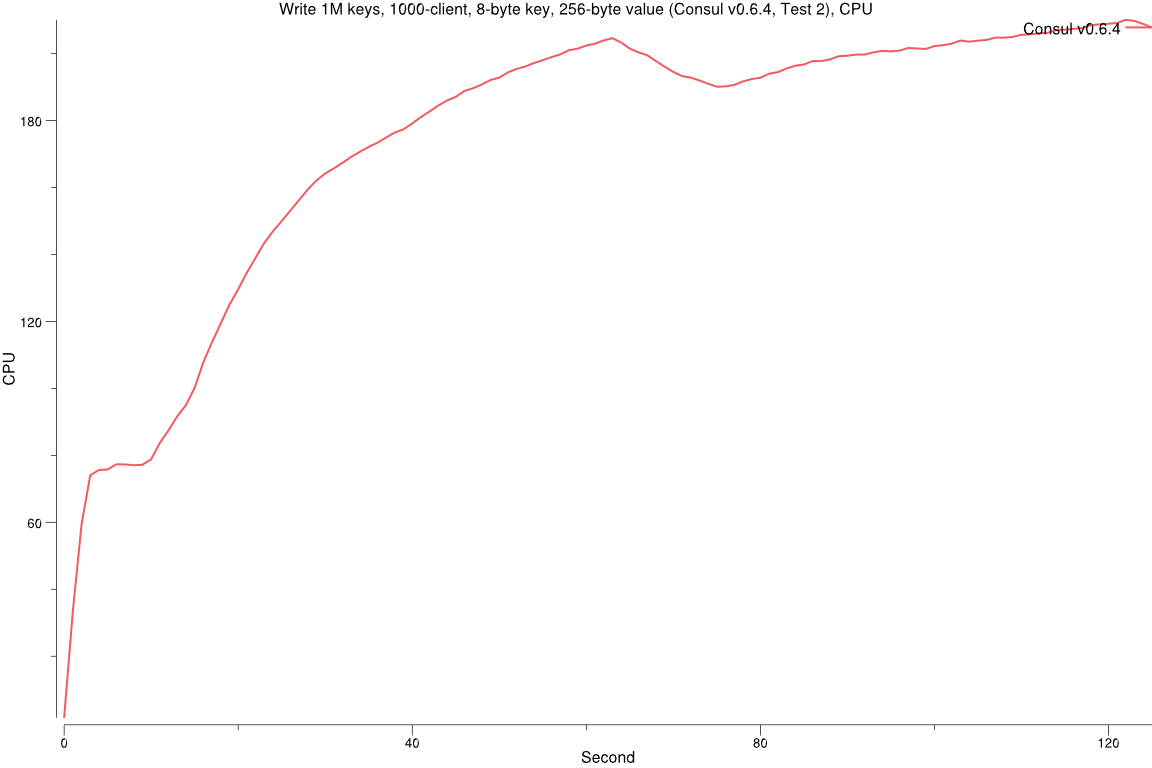 Write 1M keys, 1000-client, 8-byte key, 256-byte value (Consul v0.6.4, Test 2), CPU
Consul v0.6.4
180
120
60
CPU
0 40 80 120
Second